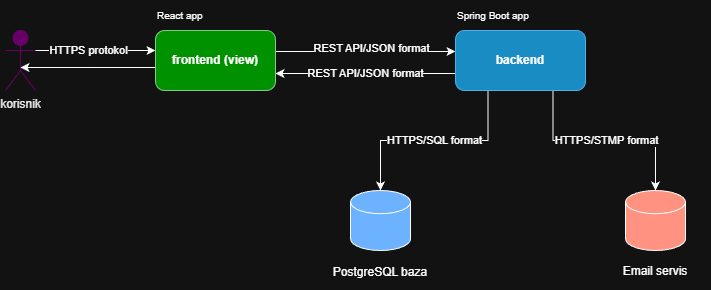 React app
Spring Boot app
HTTPS protokol
frontend (view)
REST API/JSON format
REST API/JSON format
backend
korisnik
HTTPS/SQL format
HTTPS/STMP format
PostgreSQL baza
Email servis